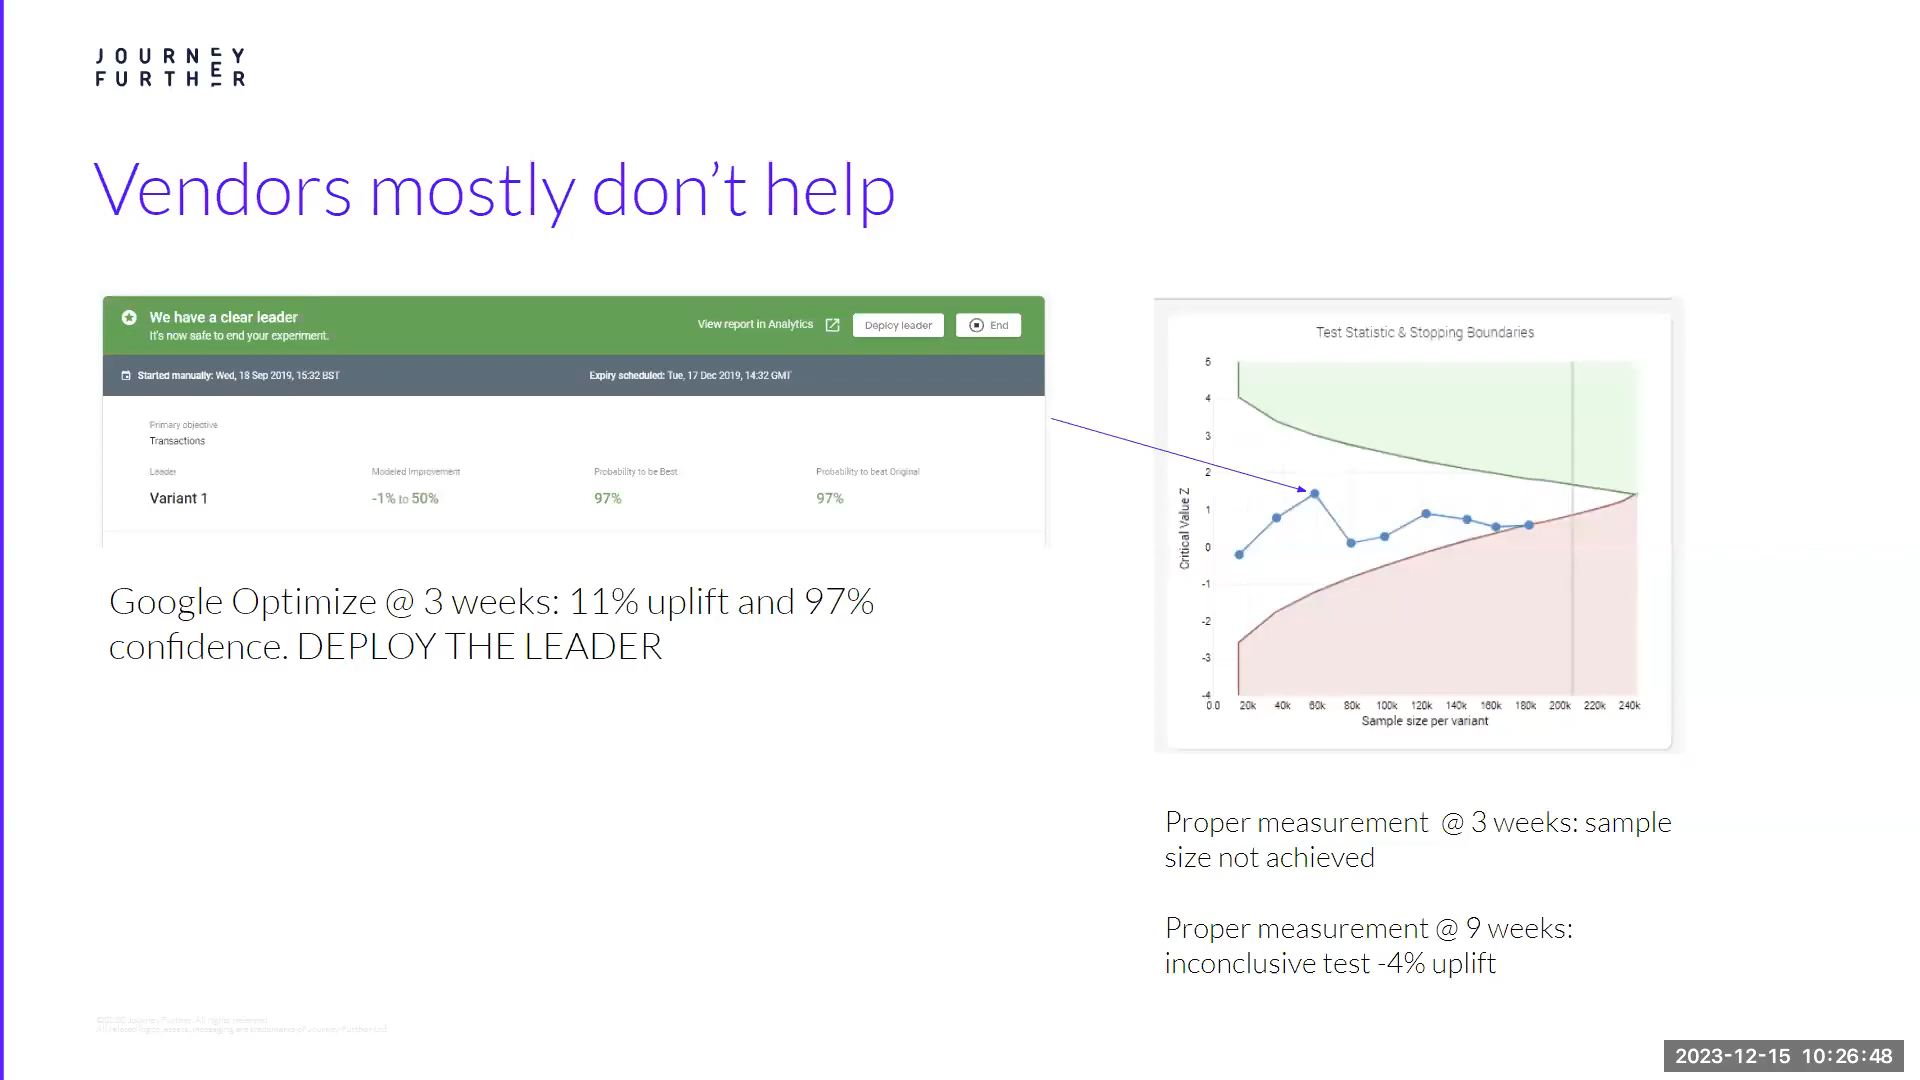 JOURNEY
FURTHER
Vendors mostly don't help
We have a clear leader
It's now safe to end your experiment.
View report in Analytics
Deploy leader
End
Started manually: Wed, 18 Sep 2019, 15:32 BST
Expiry scheduled: Tue, 17 Dec 2019, 14:32 GMT
Primary objective
Transactions
Leader
Modeled Improvement
Probability to be Best
Probability to beat Original
Variant 1
-1% to 50%
97%
97%
Google Optimize @ 3 weeks: 11% uplift and 97%
confidence. DEPLOY THE LEADER
Test Statistic & Stopping Boundaries
Critical Value Z
5
4
3
2
1
0
-1
-2
-3
-4
0.0 20k 40k 60k 80k 100k 120k 140k 160k 180k 200k 220k 240k
Sample size per variant
Proper measurement @ 3 weeks: sample
size not achieved
Proper measurement @ 9 weeks:
inconclusive test -4% uplift
Journey Further. All rights reserved.
2023-12-15 10:26:48